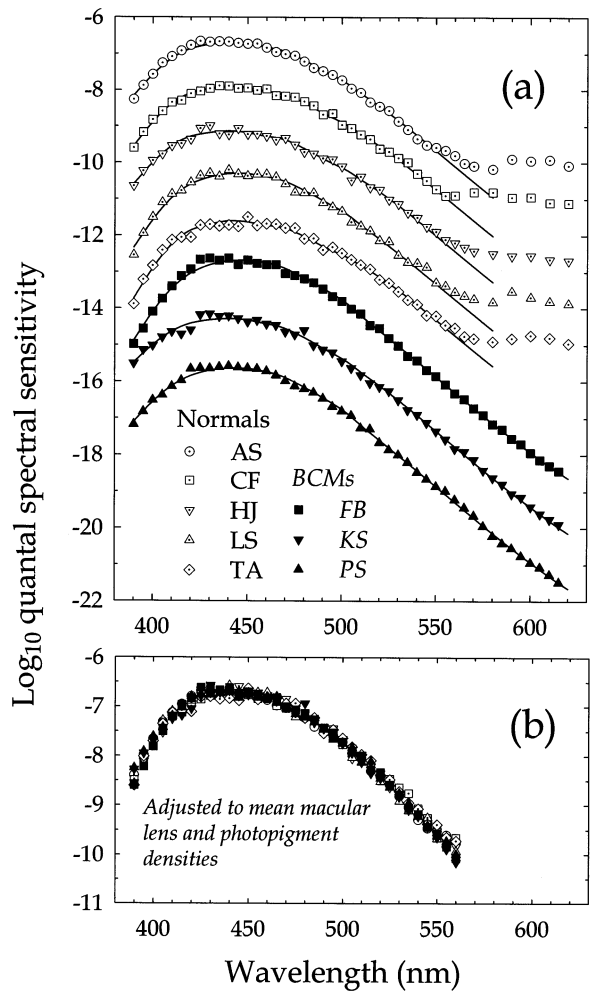 -6
-8
-10
-12
-14
-16
-18
-20
-22
(a)
Normals
AS
CF
HJ
LS
TA
BCMs
FB
KS
PS
400 450 500 550 600
Log10 quantal spectral sensitivity
-6
-7
-8
-9
-10
-11
(b)
Adjusted to mean macular
lens and photopigment
densities
400 450 500 550 600
Wavelength (nm)